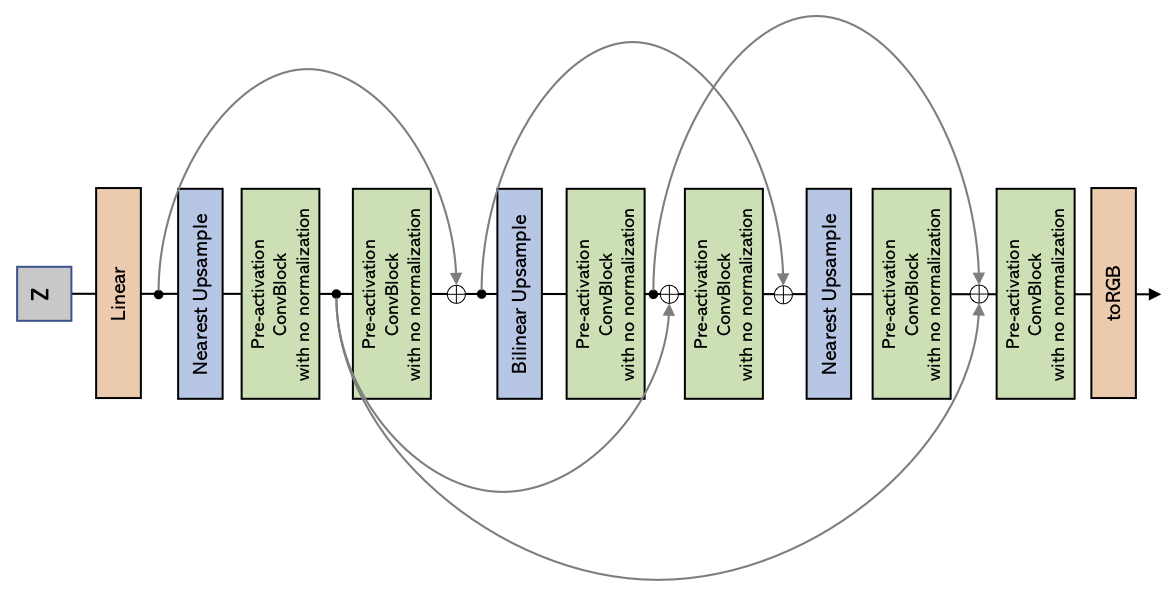 Z
Linear
Nearest Upsample
Pre-activation
ConvBlock
with no normalization
Pre-activation
ConvBlock
with no normalization
Bilinear Upsample
Pre-activation
ConvBlock
with no normalization
Pre-activation
ConvBlock
with no normalization
Nearest Upsample
Pre-activation
ConvBlock
with no normalization
Pre-activation
ConvBlock
with no normalization
toRGB